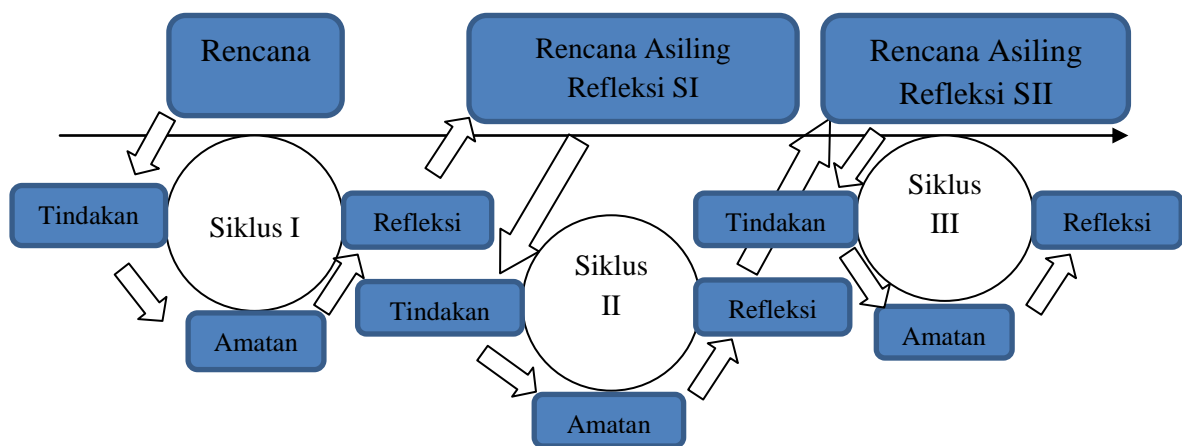 Rencana
Rencana Asiling
Refleksi SI
Rencana Asiling
Refleksi SII
Tindakan
Siklus I
Refleksi
Amatan
Tindakan
Siklus
II
Refleksi
Amatan
Tindakan
Siklus
III
Refleksi
Amatan